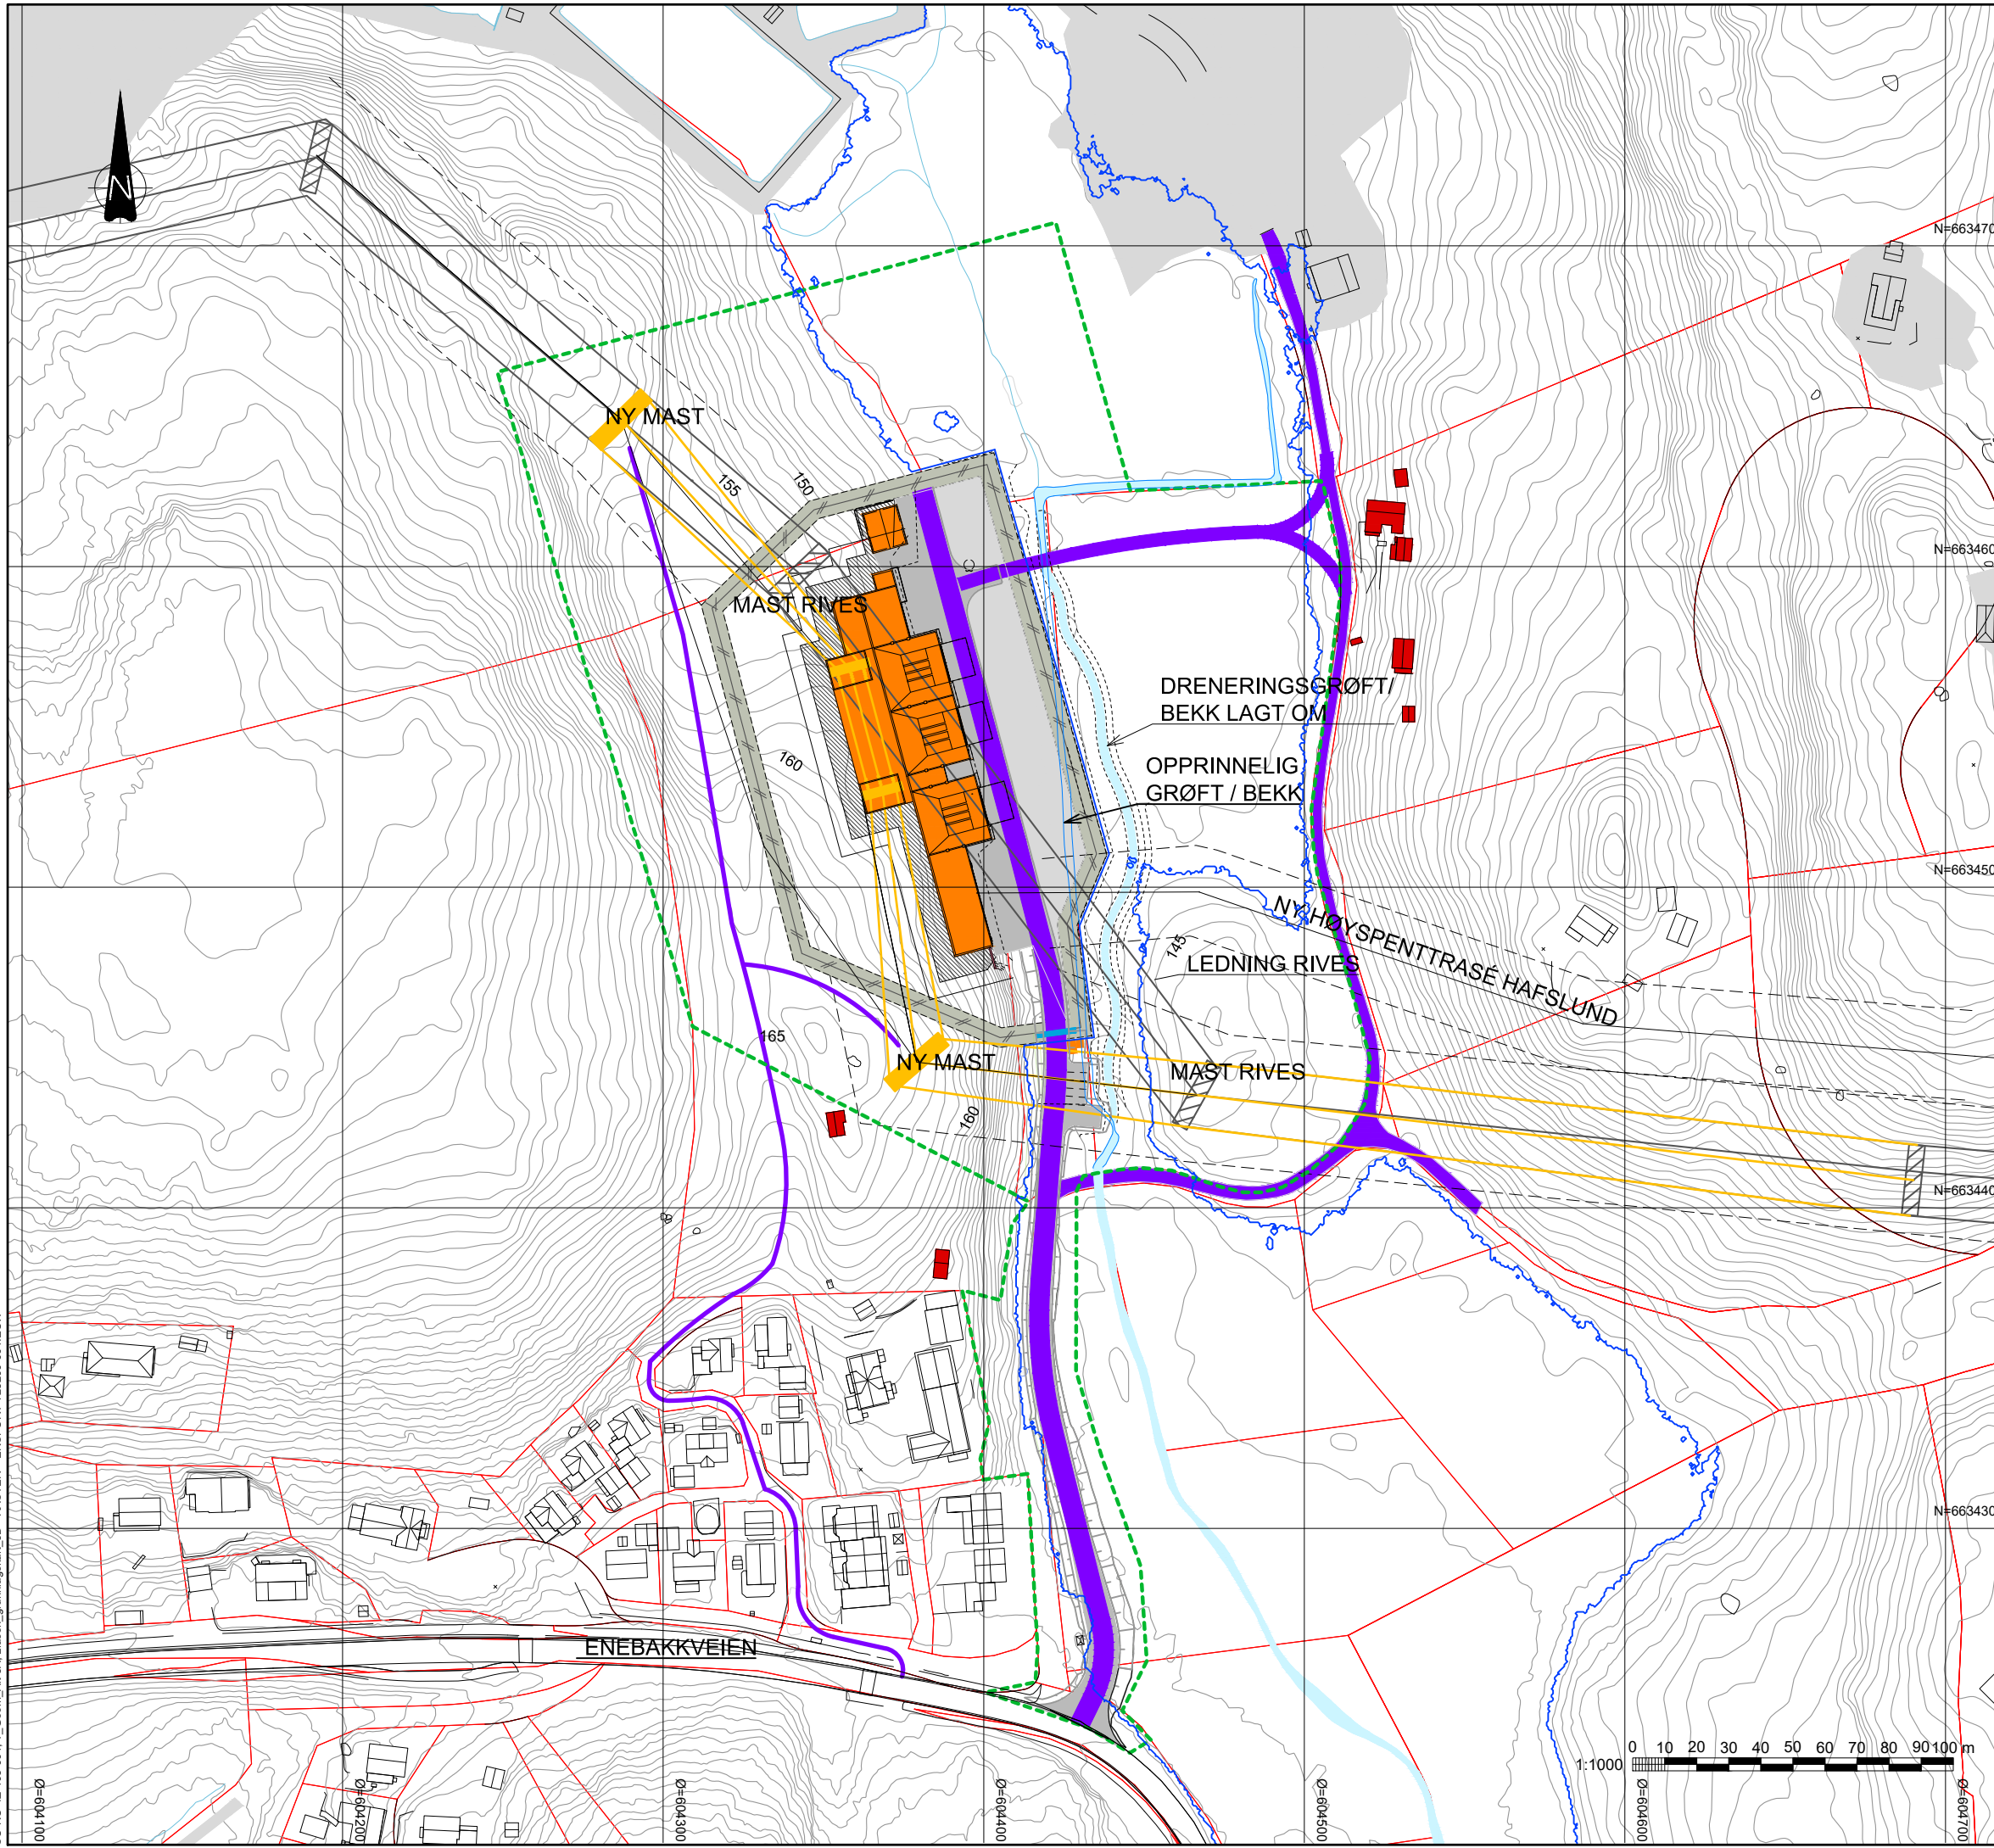 N
N=663470
NY MAST
155
150
N=663460
0
MAST RIVES
DRENERINGSGRØFT/
BEKK LAGT OM
OPPRINNELIG
GRØFT / BEKK
160
N=663450
NY HØYSPENTTRASÉ HAFSLUND
145
LEDNING RIVES
165
NY MAST
MAST RIVES
160
N=663440
N=663430
ENEBAKKVEIEN
1:1000
0 10 20 30 40 50 60 70 80 90 100 m
Ø=604100
Ø=604200
Ø=604300
Ø=604400
Ø=604500
Ø=604600
Ø=604700